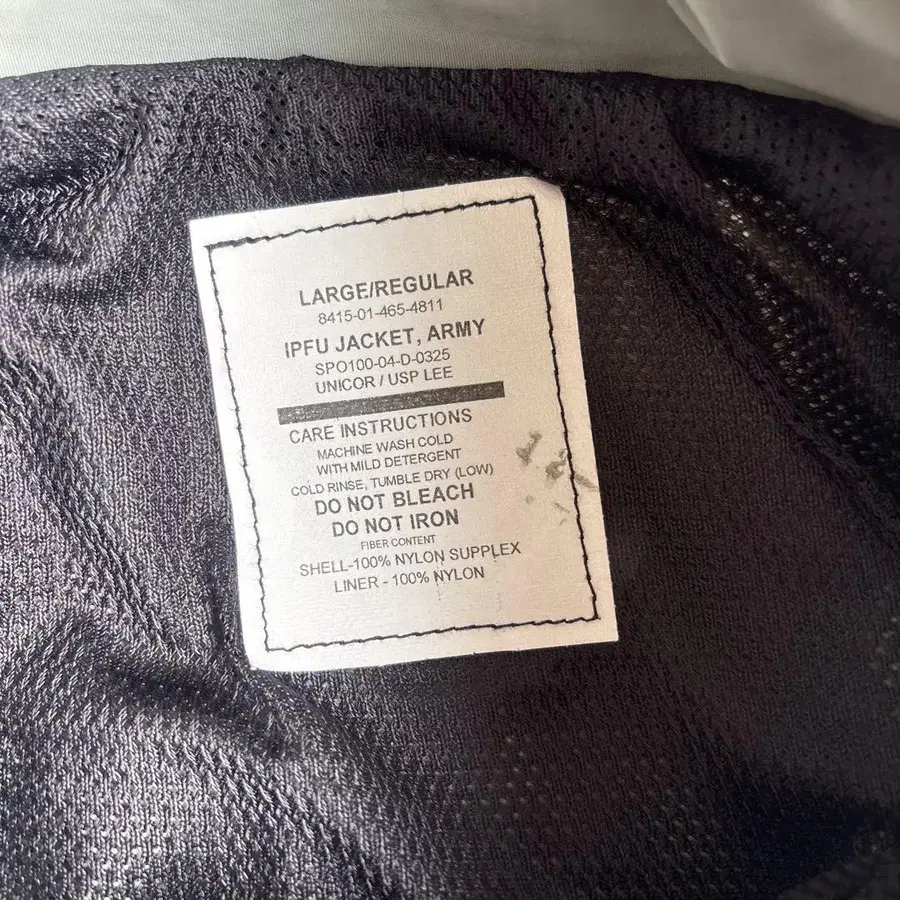 LARGE/REGULAR
8415-01-465-4811
IPFU JACKET, ARMY
SPO100-04-D-0325
UNICOR / USP LEE
CARE INSTRUCTIONS
MACHINE WASH COLD
WITH MILD DETERGENT
COLD RINSE, TUMBLE DRY (LOW)
DO NOT BLEACH
DO NOT IRON
FIBER CONTENT
SHELL-100% NYLON SUPPLEX
LINER - 100% NYLON